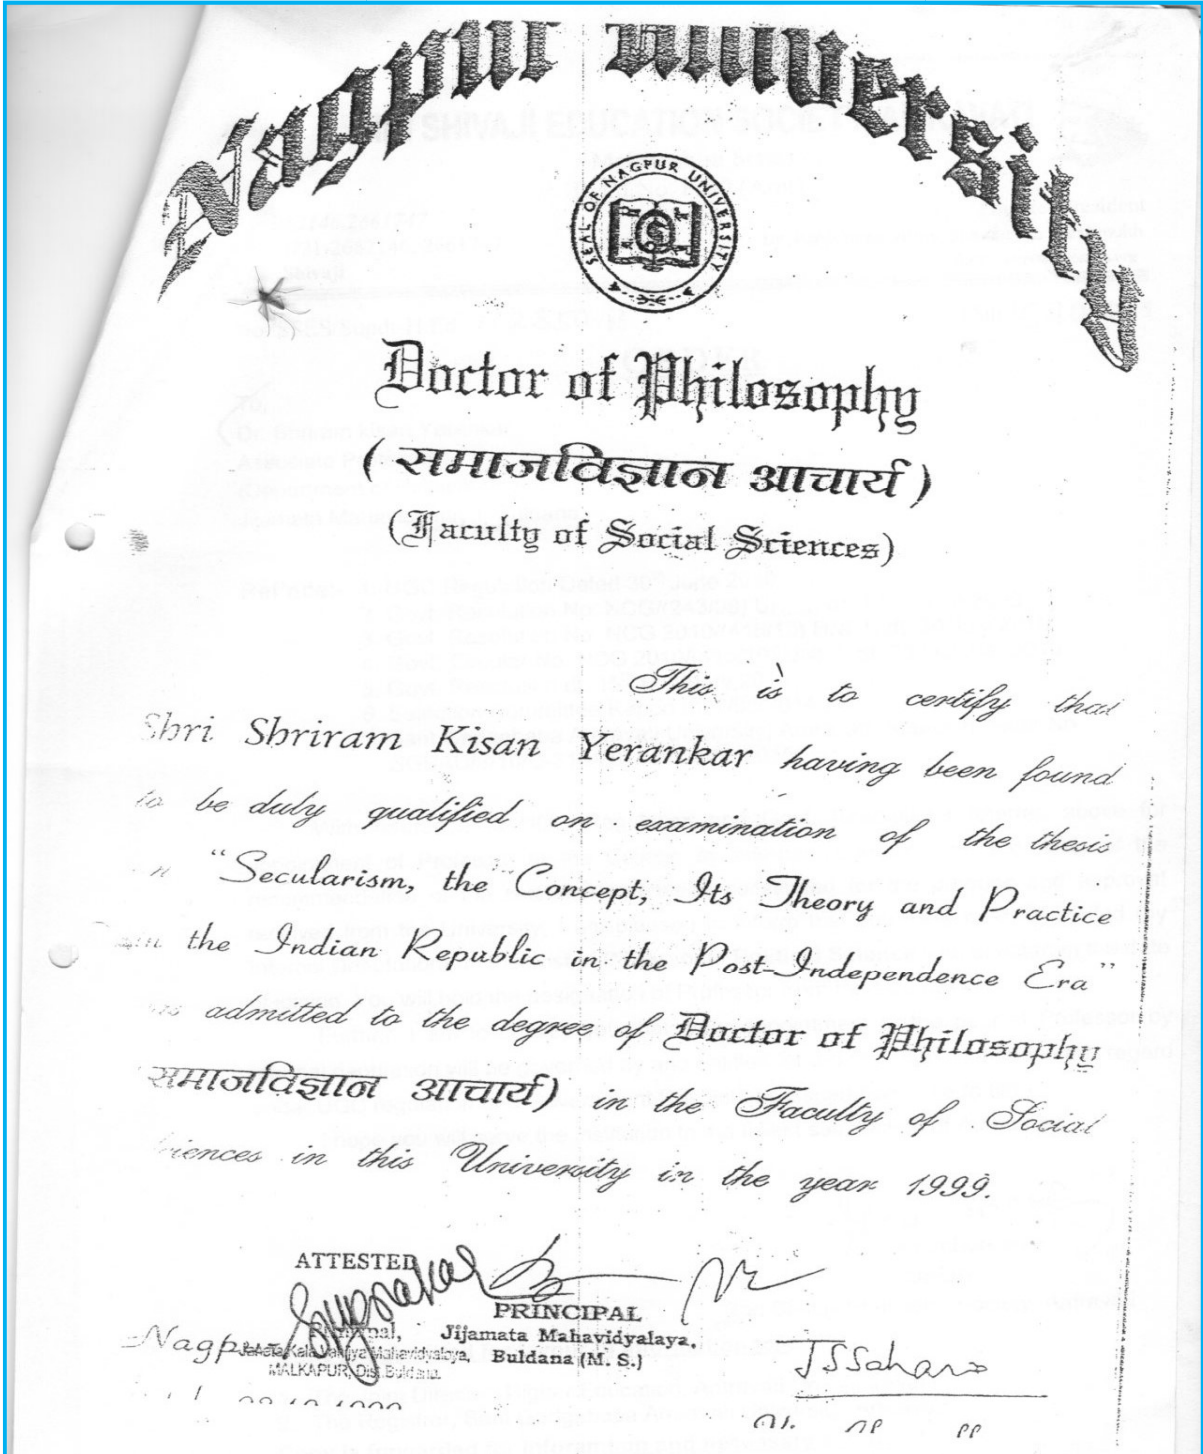 Nagpur University
SEAL OF NAGPUR UNIVERSITY
Doctor of Philosophy
(समाजविज्ञान आचार्य)
(Faculty of Social Sciences)
This is to certify that
Shri Shriram Kisan Yerankar having been found
to be duly qualified on examination of the thesis
"Secularism, the Concept, Its Theory and Practice
the Indian Republic in the Post-Independence Era"
admitted to the degree of Doctor of Philosophy
समाजविज्ञान आचार्य) in the Faculty of Social
iences in this University in the year 1999.
ATTESTED
PRINCIPAL
Jijamata Mahavidyalaya,
Buldana (M. S.)
Principal,
Mahavidyalaya,
MALKAPUR, Dist. Buldana.
Nagpur